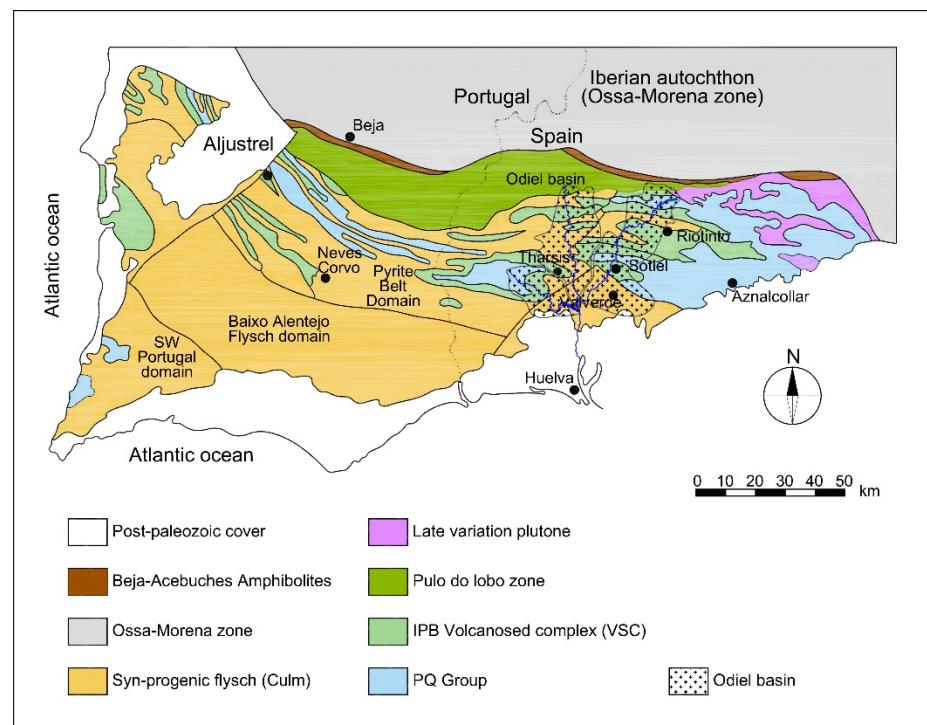 Iberian autochthon
(Ossa-Morena zone)
Portugal
Beja
Spain
Aljustrel
Odiel basin
Atlantic ocean
Riotinto
Neves
Corvo
Tharsis
Sotiel
Pyrite
Belt
Domain
Aznalcollar
Valverde
Baixo Alentejo
Flysch domain
SW
Portugal
domain
N
Huelva
Atlantic ocean
0 10 20 30 40 50
km
Post-paleozoic cover
Late variation plutone
Beja-Acebuches Amphibolites
Pulo do lobo zone
Ossa-Morena zone
IPB Volcanosed complex (VSC)
Syn-progenic flysch (Culm)
PQ Group
Odiel basin